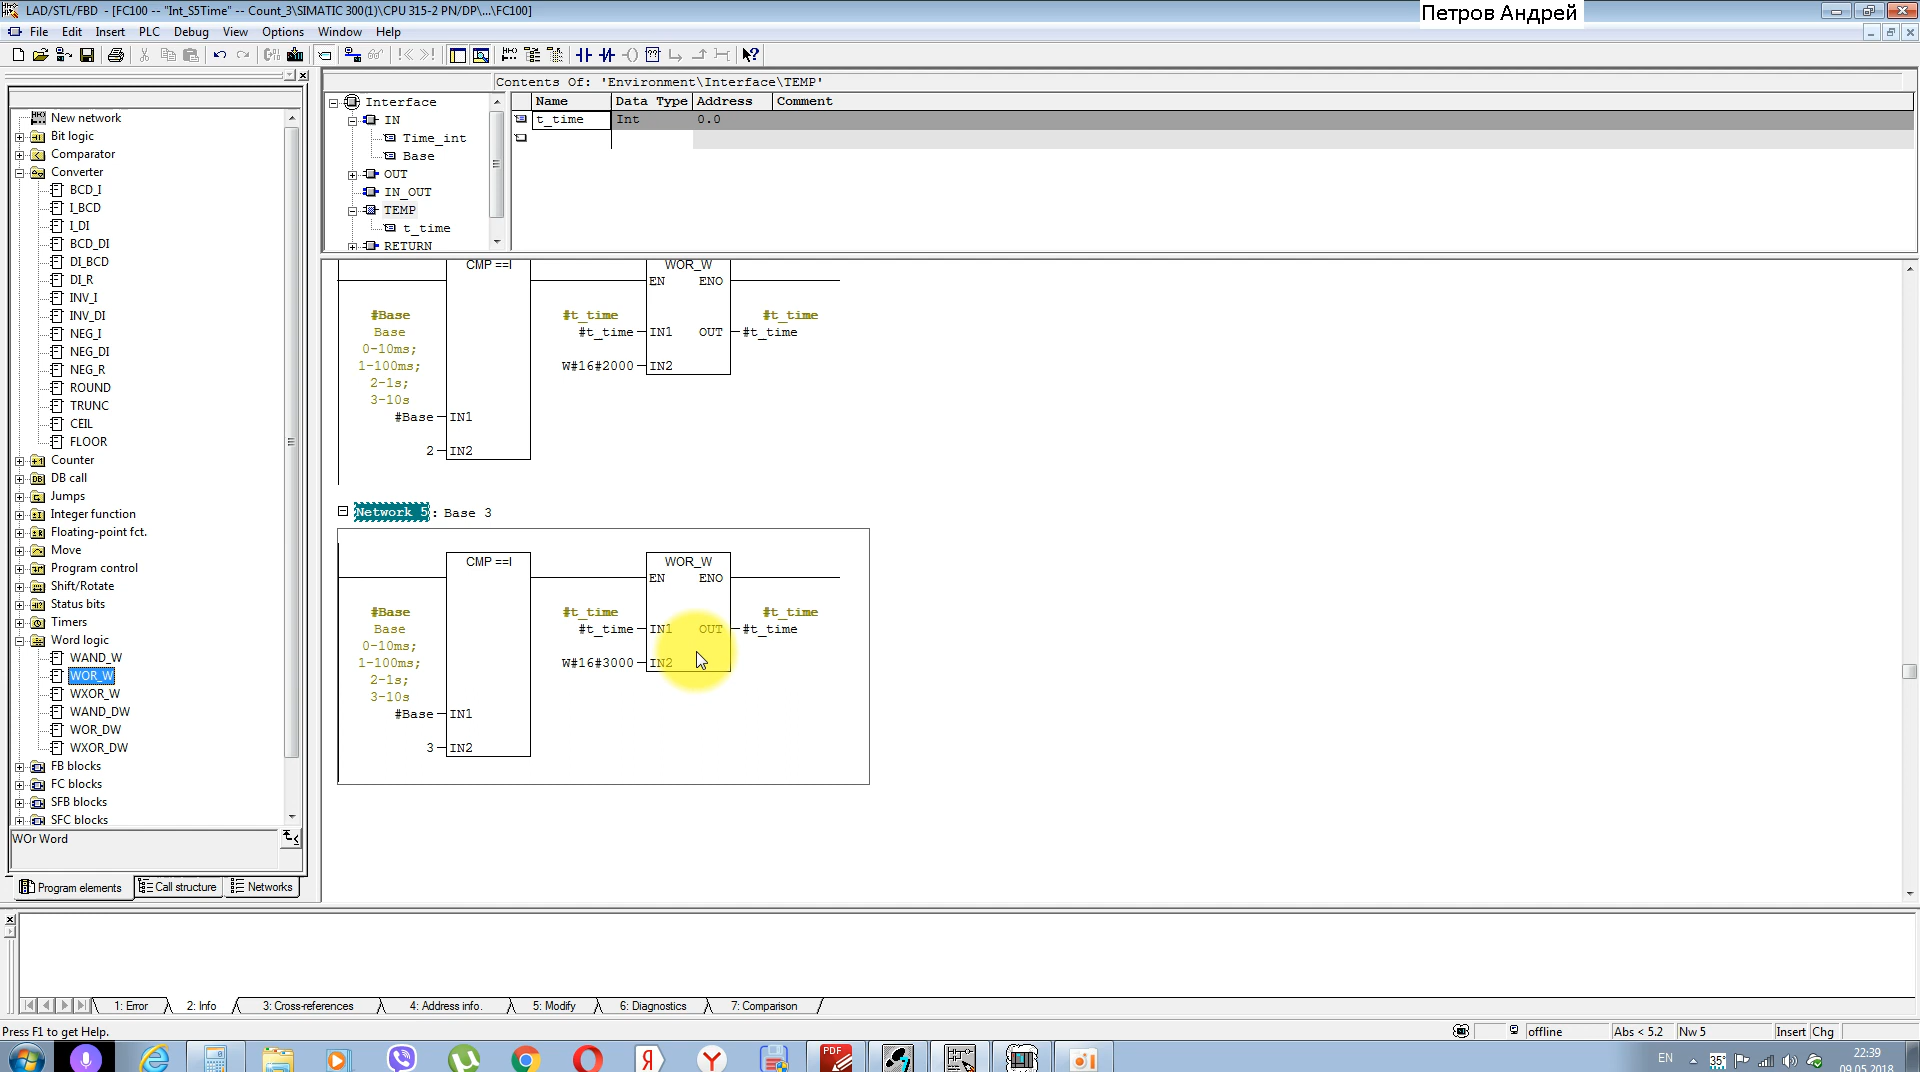 LAD/STL/FBD - [FC100 -- "Int_S5Time" -- Count_3\SIMATIC 300(1)\CPU 315-2 PN/DP\...\FC100]
Петров Андрей
File Edit Insert PLC Debug View Options Window Help
New network
Bit logic
Comparator
Converter
BCD_I
I_BCD
I_DI
BCD_DI
DI_BCD
DI_R
INV_I
INV_DI
NEG_I
NEG_DI
NEG_R
ROUND
TRUNC
CEIL
FLOOR
Counter
DB call
Jumps
Integer function
Floating-point fct.
Move
Program control
Shift/Rotate
Status bits
Timers
Word logic
WAND_W
WOR_W
WXOR_W
WAND_DW
WOR_DW
WXOR_DW
FB blocks
FC blocks
SFB blocks
SFC blocks
WOr Word
Program elements Call structure Networks
Contents Of: 'Environment\Interface\TEMP'
Interface
IN
Time_int
Base
OUT
IN_OUT
TEMP
t_time
RETURN
Name Data Type Address Comment
t_time Int 0.0
CMP ==I WOR_W
EN ENO
#Base #t_time #t_time
Base #t_time IN1 OUT #t_time
0-10ms;
1-100ms; W#16#2000 IN2
2-1s;
3-10s
#Base IN1
2 IN2
Network 5 : Base 3
CMP ==I WOR_W
EN ENO
#Base #t_time #t_time
Base #t_time IN1 OUT #t_time
0-10ms;
1-100ms; W#16#3000 IN2
2-1s;
3-10s
#Base IN1
3 IN2
1: Error 2: Info 3: Cross-references 4: Address info. 5: Modify 6: Diagnostics 7: Comparison
Press F1 to get Help. offline Abs < 5.2 Nw 5 Insert Chg
PDF EN 35° 22:39
09.05.2018